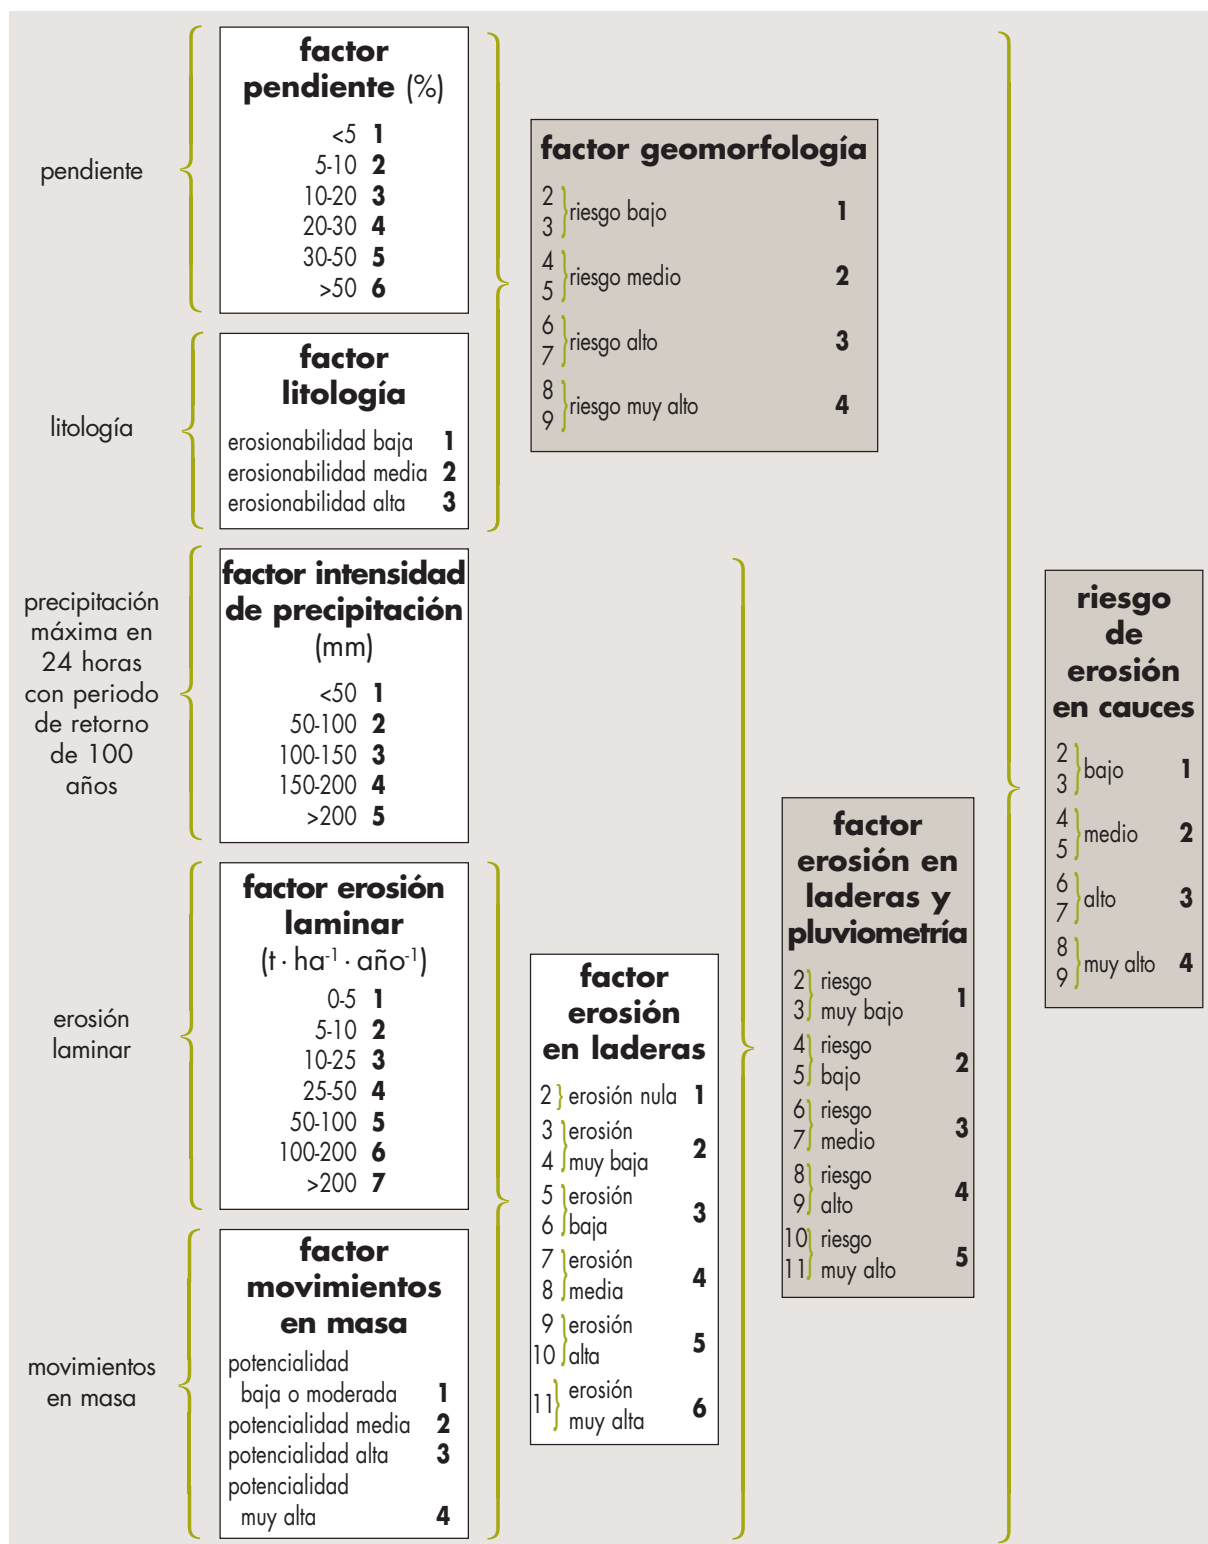 pendiente
factor
pendiente (%)
<5 1
5-10 2
10-20 3
20-30 4
30-50 5
>50 6
litología
factor
litología
erosionabilidad baja 1
erosionabilidad media 2
erosionabilidad alta 3
factor geomorfología
2
3
riesgo bajo 1
4
5
riesgo medio 2
6
7
riesgo alto 3
8
9
riesgo muy alto 4
precipitación
máxima en
24 horas
con periodo
de retorno
de 100
años
factor intensidad
de precipitación
(mm)
<50 1
50-100 2
100-150 3
150-200 4
>200 5
erosión
laminar
factor erosión
laminar
(t · ha-1 · año-1)
0-5 1
5-10 2
10-25 3
25-50 4
50-100 5
100-200 6
>200 7
movimientos
en masa
factor
movimientos
en masa
potencialidad
baja o moderada 1
potencialidad media 2
potencialidad alta 3
potencialidad
muy alta 4
factor
erosión
en laderas
2 erosión nula 1
3 erosión
4 muy baja 2
5 erosión
6 baja 3
7 erosión
8 media 4
9 erosión
10 alta 5
11 erosión
muy alta 6
factor
erosión en
laderas y
pluviometría
2 riesgo
3 muy bajo 1
4 riesgo
5 bajo 2
6 riesgo
7 medio 3
8 riesgo
9 alto 4
10 riesgo
11 muy alto 5
riesgo
de
erosión
en cauces
2
3
bajo 1
4
5
medio 2
6
7
alto 3
8
9
muy alto 4